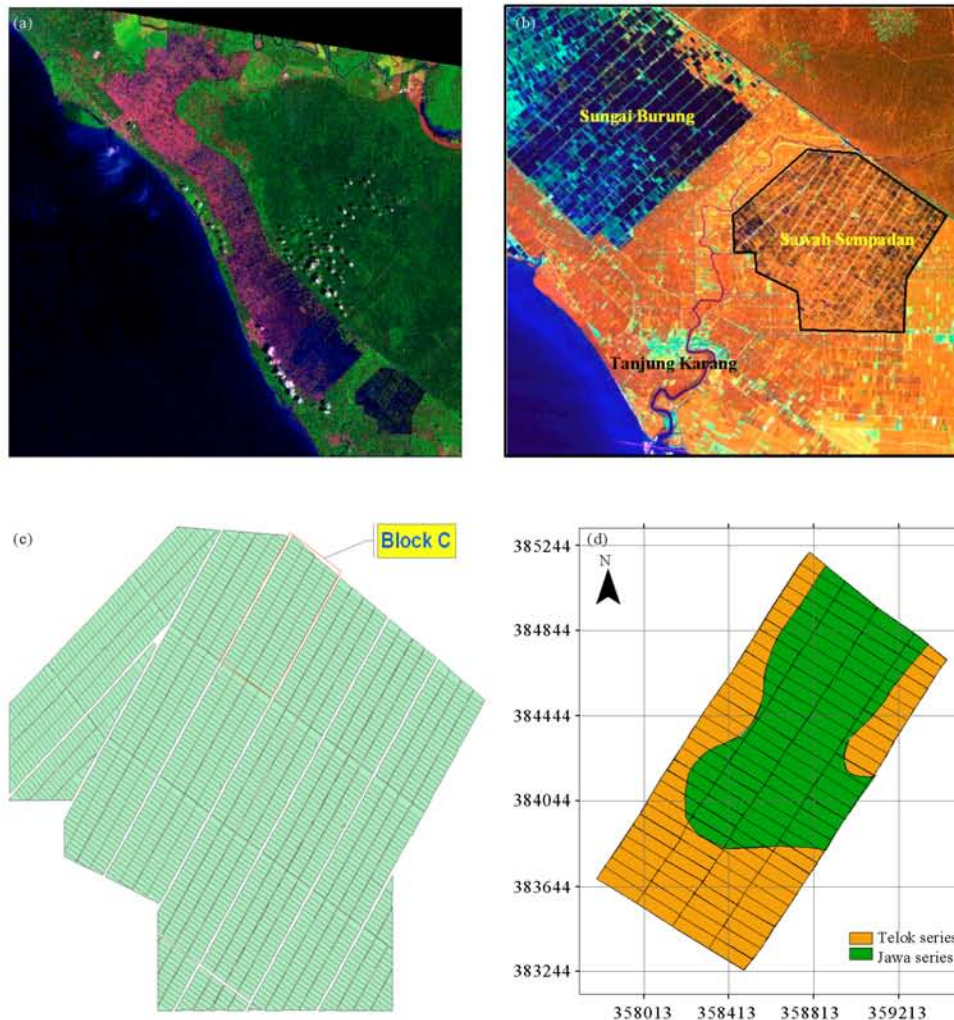 (a)
(b)
Sungai Burung
Sawah Sempadan
Tanjung Karang
(c)
Block C
(d)
N
385244
384844
384444
384044
383644
383244
Telok series
Jawa series
358013 358413 358813 359213